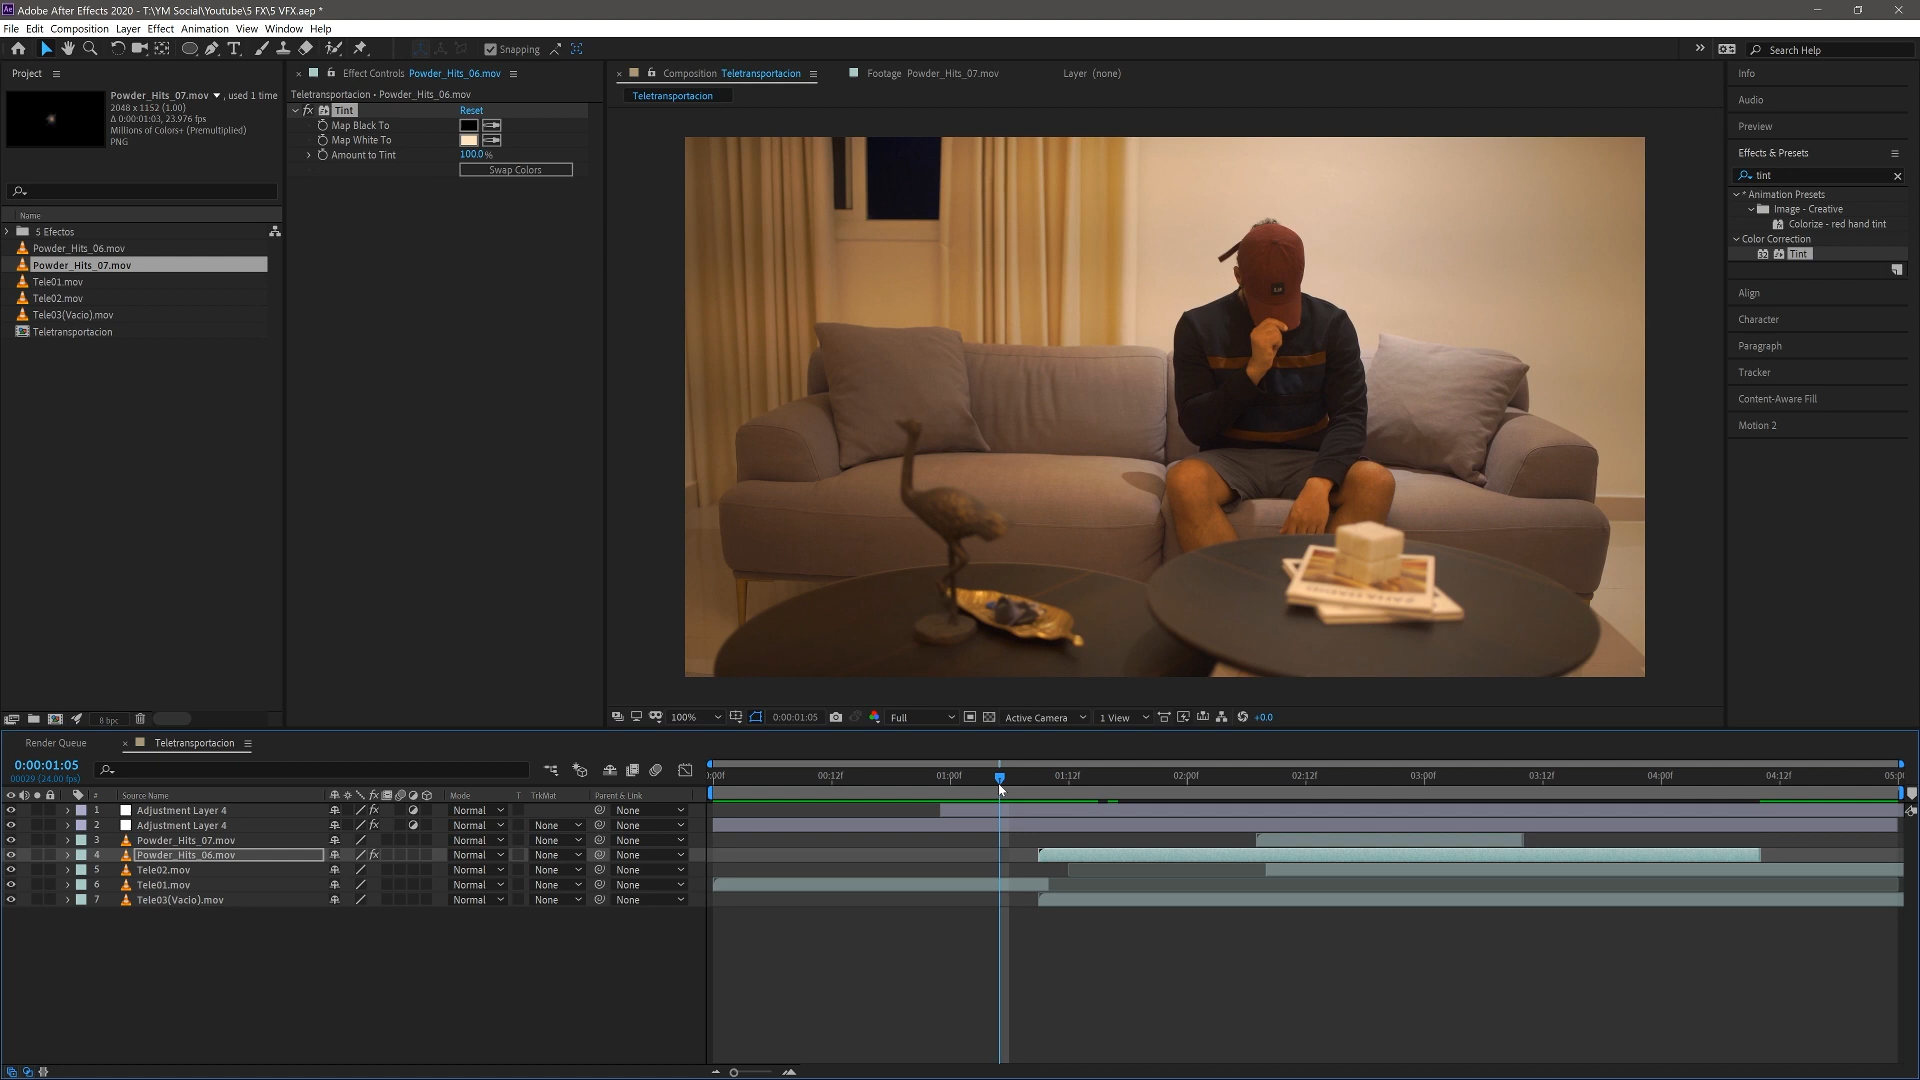 Adobe After Effects 2020 - T:\YM Social\Youtube\5 FX\5 VFX.aep *
File Edit Composition Layer Effect Animation View Window Help
Snapping
Search Help
Project
Powder_Hits_07.mov , used 1 time
2048 x 1152 (1.00)
Δ 0:00:01:03, 23.976 fps
Millions of Colors+ (Premultiplied)
PNG
Name
5 Efectos
Powder_Hits_06.mov
Powder_Hits_07.mov
Tele01.mov
Tele02.mov
Tele03(Vacio).mov
Teletransportacion
8 bpc
Effect Controls Powder_Hits_06.mov
Teletransportacion • Powder_Hits_06.mov
fx Tint Reset
Map Black To
Map White To
Amount to Tint 100.0%
Swap Colors
Composition Teletransportacion Footage Powder_Hits_07.mov Layer (none)
Teletransportacion
100% 0:00:01:05 Full Active Camera 1 View +0.0
Info
Audio
Preview
Effects & Presets
tint
* Animation Presets
Image - Creative
Colorize - red hand tint
Color Correction
32 Tint
Align
Character
Paragraph
Tracker
Content-Aware Fill
Motion 2
Render Queue Teletransportacion
0:00:01:05
00029 (24.00 fps)
:00f 00:12f 01:00f 01:12f 02:00f 02:12f 03:00f 03:12f 04:00f 04:12f 05:0
# Source Name fx Mode T TrkMat Parent & Link
1 Adjustment Layer 4 fx Normal None
2 Adjustment Layer 4 fx Normal None None
3 Powder_Hits_07.mov Normal None None
4 Powder_Hits_06.mov fx Normal None None
5 Tele02.mov Normal None None
6 Tele01.mov Normal None None
7 Tele03(Vacio).mov Normal None None